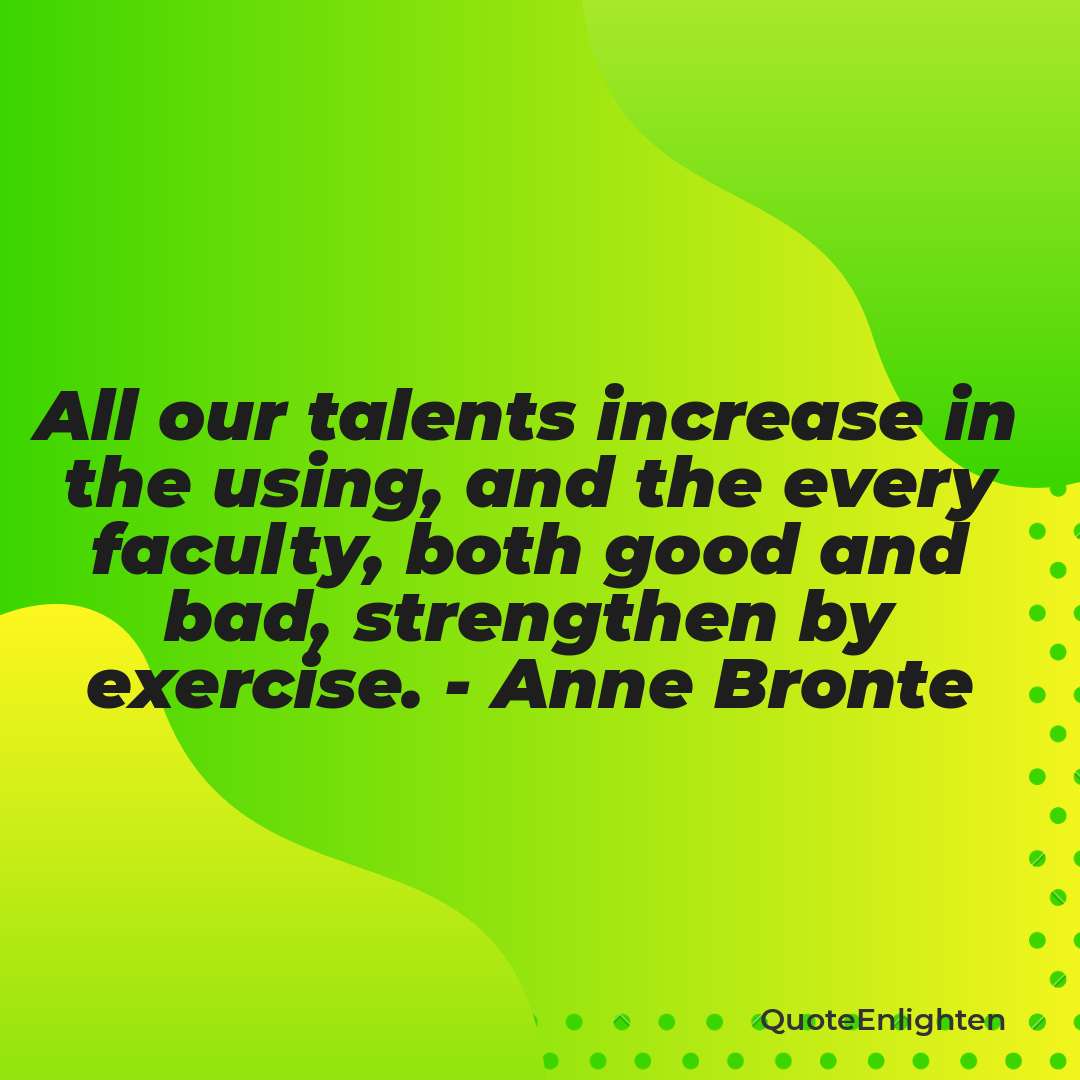 All our talents increase in
the using, and the every
faculty, both good and
bad, strengthen by
exercise. - Anne Bronte
QuoteEnlighten